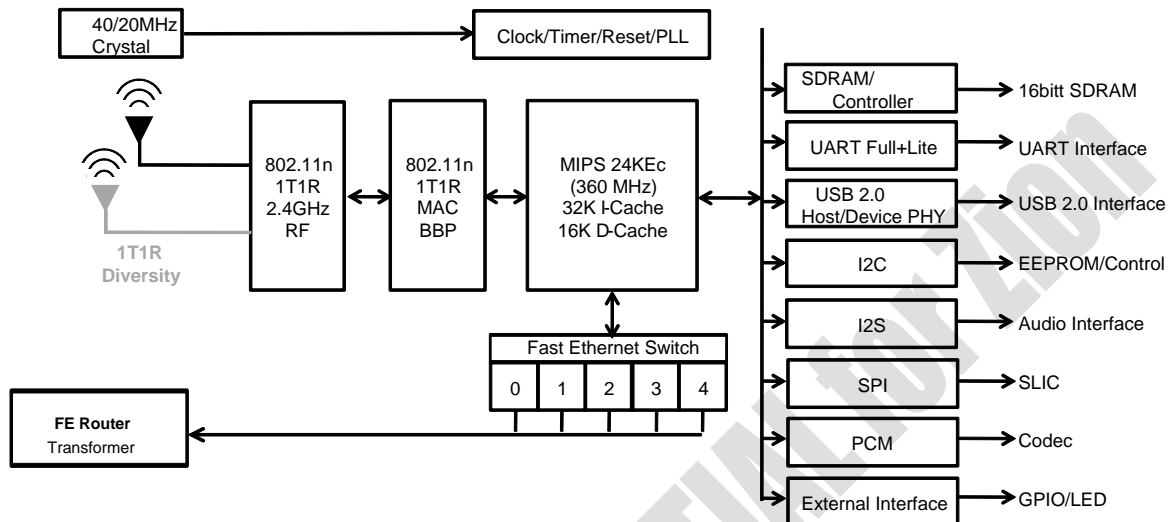 40/20MHz
Crystal
Clock/Timer/Reset/PLL
802.11n
1T1R
2.4GHz
RF
802.11n
1T1R
MAC
BBP
MIPS 24KEc
(360 MHz)
32K I-Cache
16K D-Cache
1T1R
Diversity
Fast Ethernet Switch
0 1 2 3 4
FE Router
Transformer
SDRAM/
Controller
16bitt SDRAM
UART Full+Lite
UART Interface
USB 2.0
Host/Device PHY
USB 2.0 Interface
I2C
EEPROM/Control
I2S
Audio Interface
SPI
SLIC
PCM
Codec
External Interface
GPIO/LED
TIAL for Zion